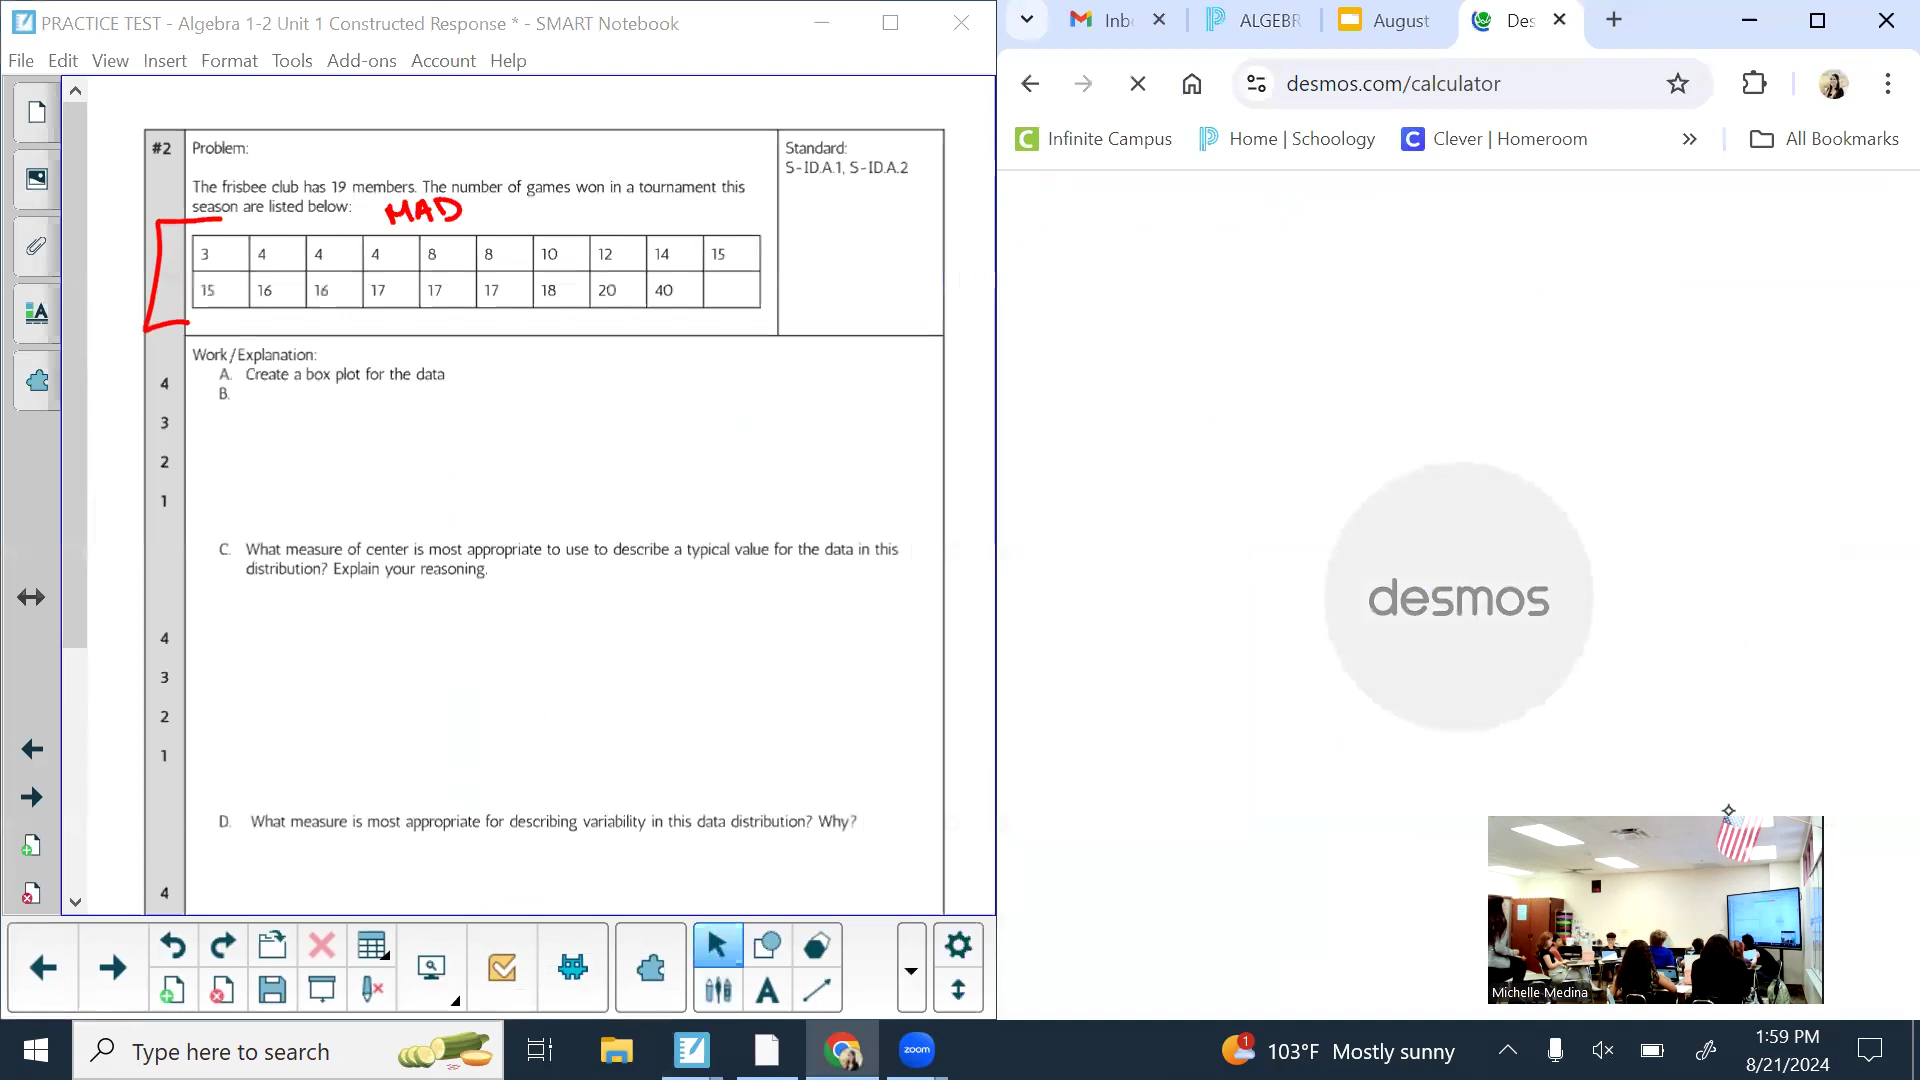 PRACTICE TEST - Algebra 1-2 Unit 1 Constructed Response * - SMART Notebook
File Edit View Insert Format Tools Add-ons Account Help
#2 Problem:
The frisbee club has 19 members. The number of games won in a tournament this
season are listed below:
MAD
3 4 4 4 8 8 10 12 14 15
15 16 16 17 17 17 18 20 40
Standard:
S-ID.A.1, S-ID.A.2
Work/Explanation:
A. Create a box plot for the data
B.
4
3
2
1
C. What measure of center is most appropriate to use to describe a typical value for the data in this
distribution? Explain your reasoning.
4
3
2
1
D. What measure is most appropriate for describing variability in this data distribution? Why?
4
Inb ALGEBR August Des
desmos.com/calculator
Infinite Campus Home | Schoology Clever | Homeroom » All Bookmarks
desmos
Michelle Medina
Type here to search
zoom
1
103°F Mostly sunny
1:59 PM
8/21/2024